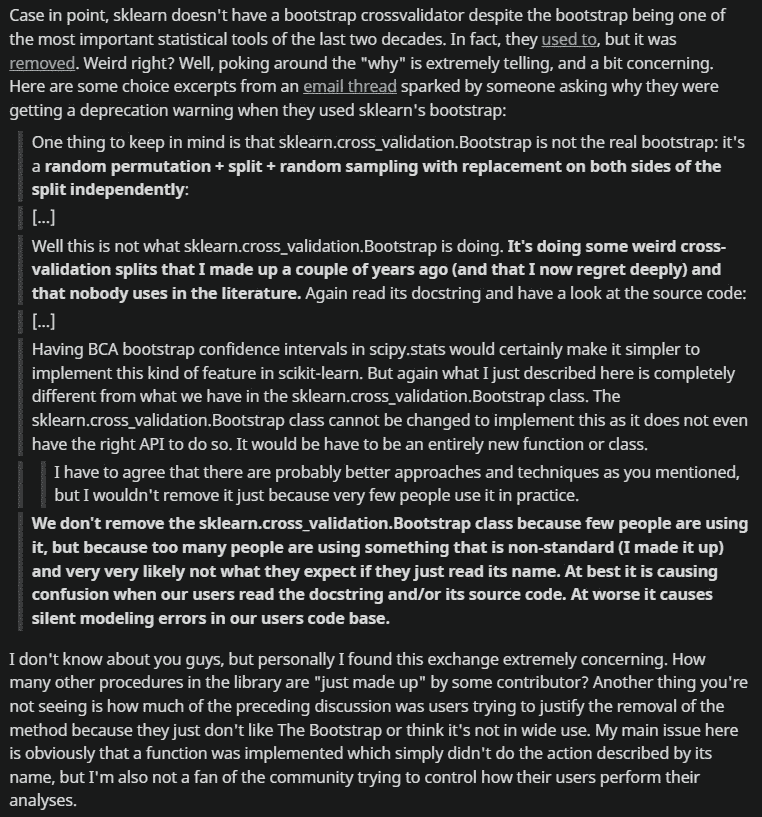 Case in point, sklearn doesn't have a bootstrap crossvalidator despite the bootstrap being one of
the most important statistical tools of the last two decades. In fact, they used to, but it was
removed. Weird right? Well, poking around the "why" is extremely telling, and a bit concerning.
Here are some choice excerpts from an email thread sparked by someone asking why they were
getting a deprecation warning when they used sklearn's bootstrap:
One thing to keep in mind is that sklearn.cross_validation.Bootstrap is not the real bootstrap: it's
a random permutation + split + random sampling with replacement on both sides of the
split independently:
[...]
Well this is not what sklearn.cross_validation.Bootstrap is doing. It's doing some weird cross-
validation splits that I made up a couple of years ago (and that I now regret deeply) and
that nobody uses in the literature. Again read its docstring and have a look at the source code:
[...]
Having BCA bootstrap confidence intervals in scipy.stats would certainly make it simpler to
implement this kind of feature in scikit-learn. But again what I just described here is completely
different from what we have in the sklearn.cross_validation.Bootstrap class. The
sklearn.cross_validation.Bootstrap class cannot be changed to implement this as it does not even
have the right API to do so. It would be have to be an entirely new function or class.
I have to agree that there are probably better approaches and techniques as you mentioned,
but I wouldn't remove it just because very few people use it in practice.
We don't remove the sklearn.cross_validation.Bootstrap class because few people are using
it, but because too many people are using something that is non-standard (I made it up)
and very very likely not what they expect if they just read its name. At best it is causing
confusion when our users read the docstring and/or its source code. At worse it causes
silent modeling errors in our users code base.
I don't know about you guys, but personally I found this exchange extremely concerning. How
many other procedures in the library are "just made up" by some contributor? Another thing you're
not seeing is how much of the preceding discussion was users trying to justify the removal of the
method because they just don't like The Bootstrap or think it's not in wide use. My main issue here
is obviously that a function was implemented which simply didn't do the action described by its
name, but I'm also not a fan of the community trying to control how their users perform their
analyses.